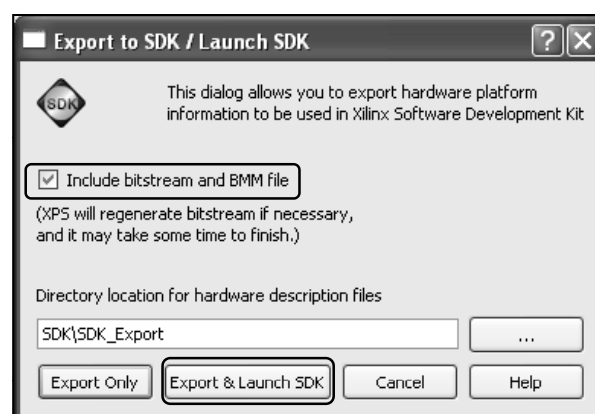 Export to SDK / Launch SDK
?
SDK
This dialog allows you to export hardware platform
information to be used in Xilinx Software Development Kit
Include bitstream and BMM file
(XPS will regenerate bitstream if necessary,
and it may take some time to finish.)
Directory location for hardware description files
SDK\SDK_Export
...
Export Only Export & Launch SDK Cancel Help